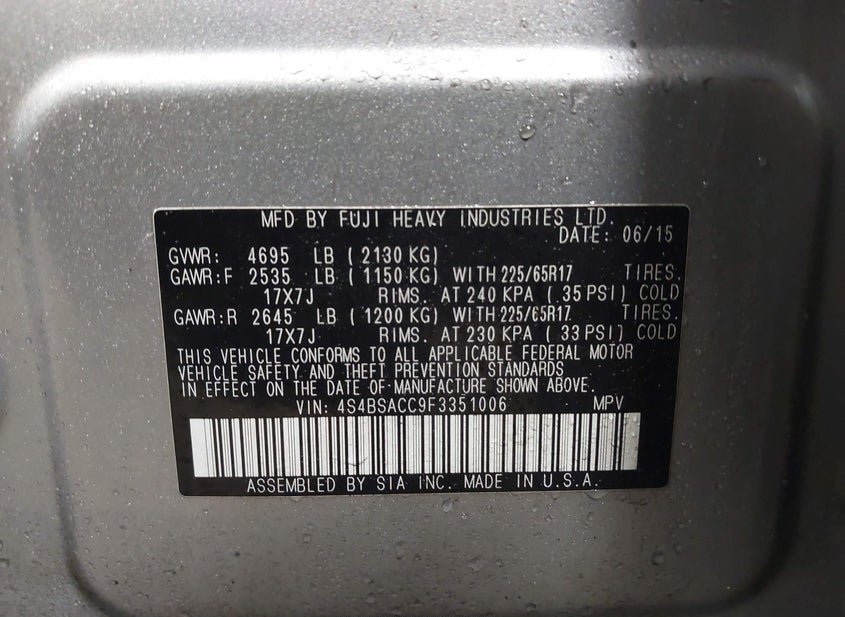 MFD BY FUJI HEAVY INDUSTRIES LTD.
DATE: 06/15
GVWR: 4695 LB ( 2130 KG)
GAWR:F 2535 LB ( 1150 KG) WITH 225/65R17 TIRES.
17X7J RIMS. AT 240 KPA ( 35 PSI) COLD
GAWR:R 2645 LB ( 1200 KG) WITH 225/65R17. TIRES.
17X7J RIMS. AT 230 KPA ( 33 PSI) COLD
THIS VEHICLE CONFORMS TO ALL APPLICABLE FEDERAL MOTOR
VEHICLE SAFETY AND THEFT PREVENTION STANDARDS
IN EFFECT ON THE DATE OF MANUFACTURE SHOWN ABOVE.
VIN: 4S4BSACC9F3351006 MPV
ASSEMBLED BY SIA INC. MADE IN U.S.A.